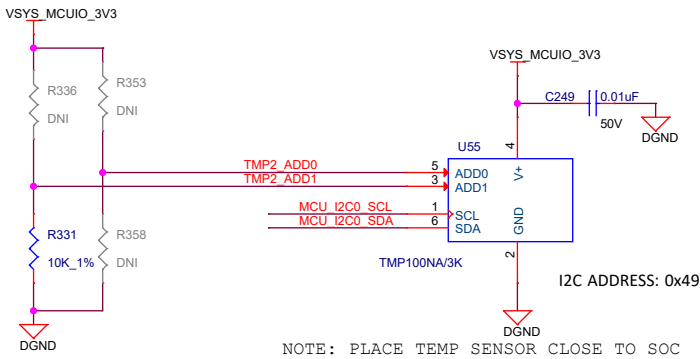 VSYS_MCUIO_3V3
R336
DNI
R353
DNI
TMP2_ADD0
TMP2_ADD1
MCU_I2C0_SCL
MCU_I2C0_SDA
R331
10K_1%
R358
DNI
DGND
VSYS_MCUIO_3V3
C249
0.01uF
50V
DGND
U55
4
5
3
1
6
2
ADD0
ADD1
SCL
SDA
V+
GND
TMP100NA/3K
I2C ADDRESS: 0x49
DGND
NOTE: PLACE TEMP SENSOR CLOSE TO SOC